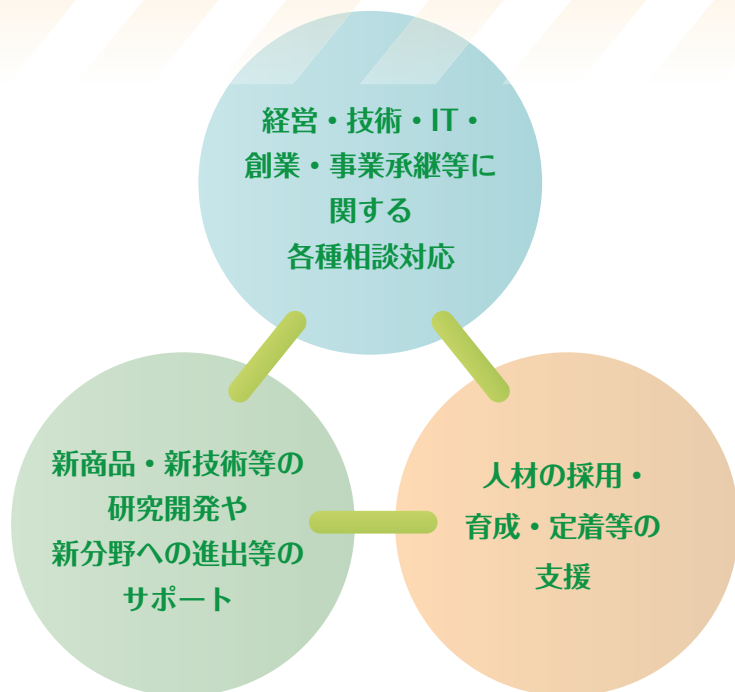 経営・技術・IT・
創業・事業承継等に
関する
各種相談対応
新商品・新技術等の
研究開発や
新分野への進出等の
サポート
人材の採用・
育成・定着等の
支援